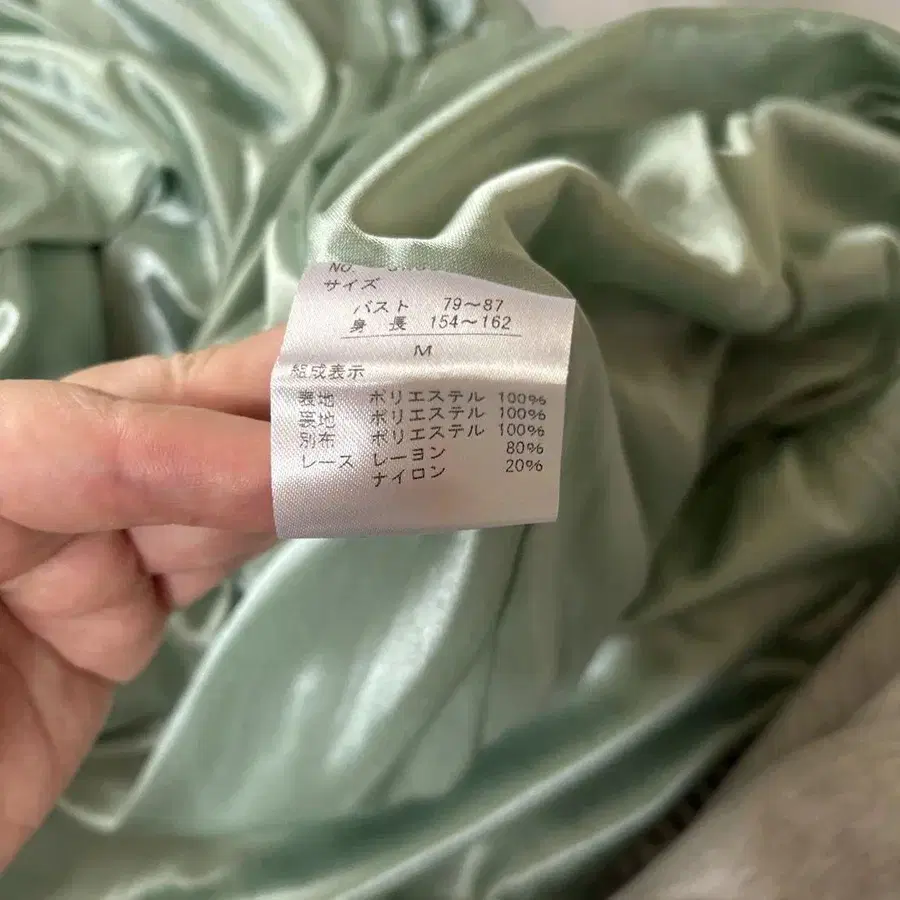 NO.
サイズ
バスト 79〜87
身長 154〜162
M
組成表示
表地 ポリエステル 100%
裏地 ポリエステル 100%
別布 ポリエステル 100%
レース レーヨン 80%
ナイロン 20%